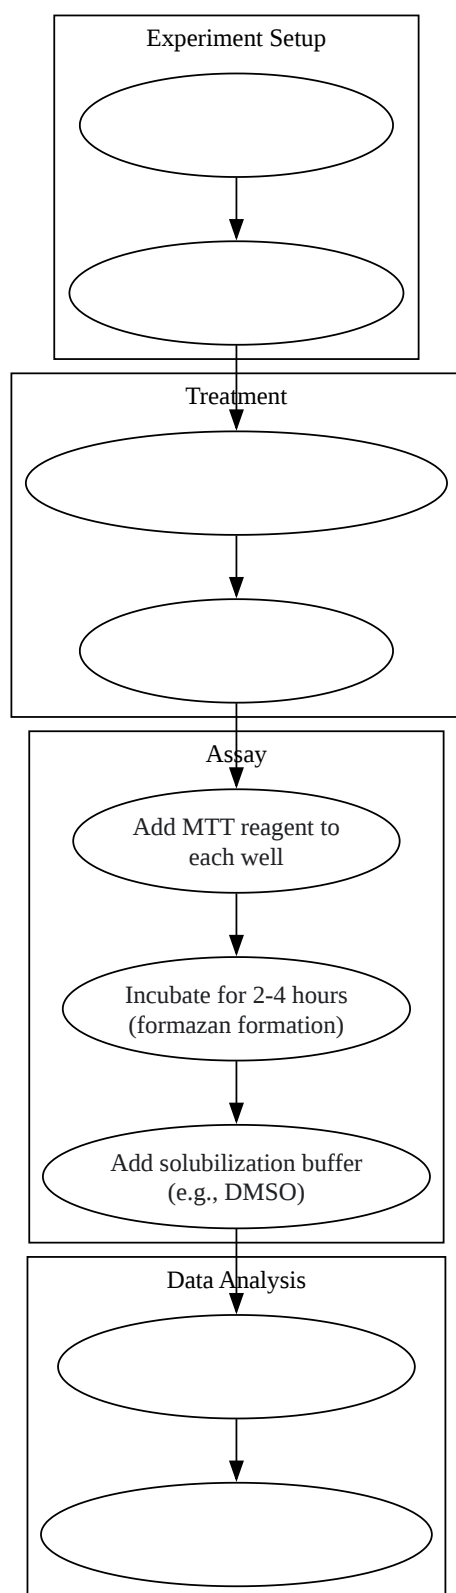 Experiment Setup
Treatment
Assay
Add MTT reagent to
each well
Incubate for 2-4 hours
(formazan formation)
Add solubilization buffer
(e.g., DMSO)
Data Analysis